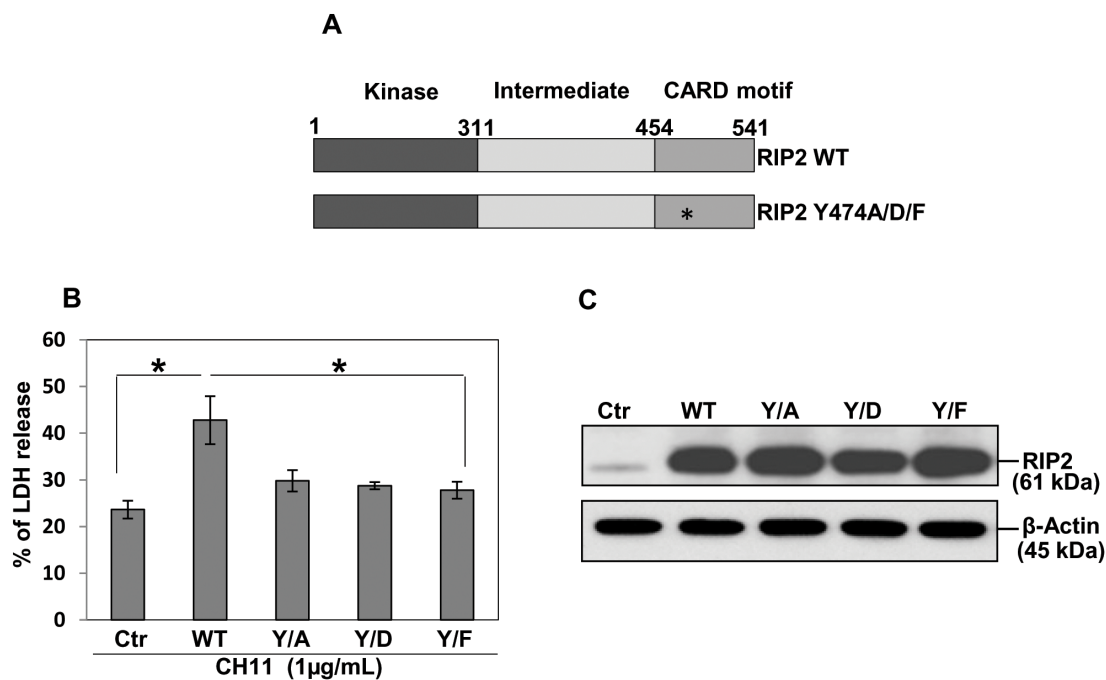 A
Kinase Intermediate CARD motif
1 311 454 541
RIP2 WT
* RIP2 Y474A/D/F
B
% of LDH release
60
50
40
30
20
10
0
* *
Ctr WT Y/A Y/D Y/F
CH11 (1µg/mL)
C
Ctr WT Y/A Y/D Y/F
RIP2
(61 kDa)
β-Actin
(45 kDa)